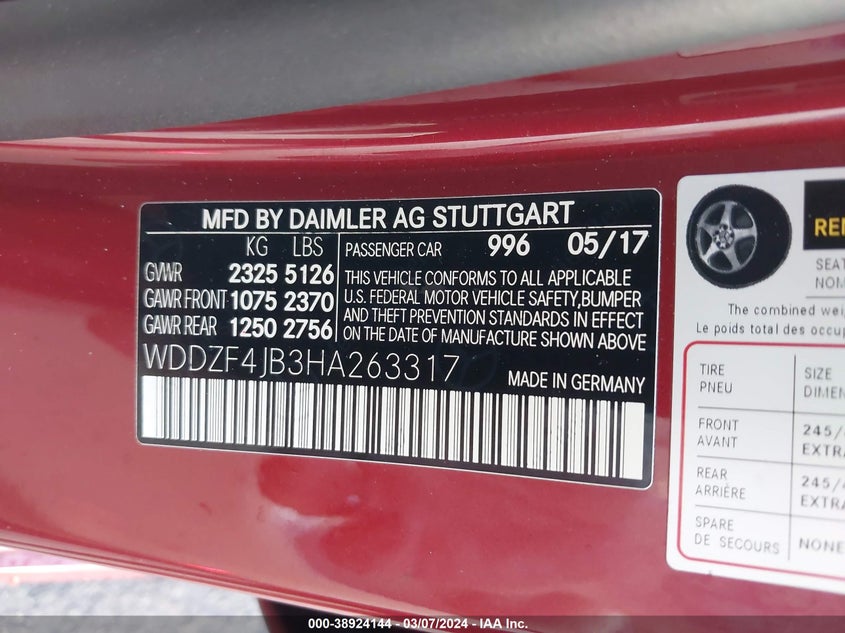 MFD BY DAIMLER AG STUTTGART
KG LBS
GVWR 2325 5126
GAWR FRONT 1075 2370
GAWR REAR 1250 2756
PASSENGER CAR 996 05/17
THIS VEHICLE CONFORMS TO ALL APPLICABLE
U.S. FEDERAL MOTOR VEHICLE SAFETY,BUMPER
AND THEFT PREVENTION STANDARDS IN EFFECT
ON THE DATE OF MANUFACTURE SHOWN ABOVE
WDDZF4JB3HA263317
MADE IN GERMANY
The combined
Le poids total des
TIRE
PNEU
SIZE
FRONT
AVANT
245/
REAR
ARRIÈRE
245/
SPARE
DE SECOURS
NONE
000-38924144 - 03/07/2024 - IAA Inc.